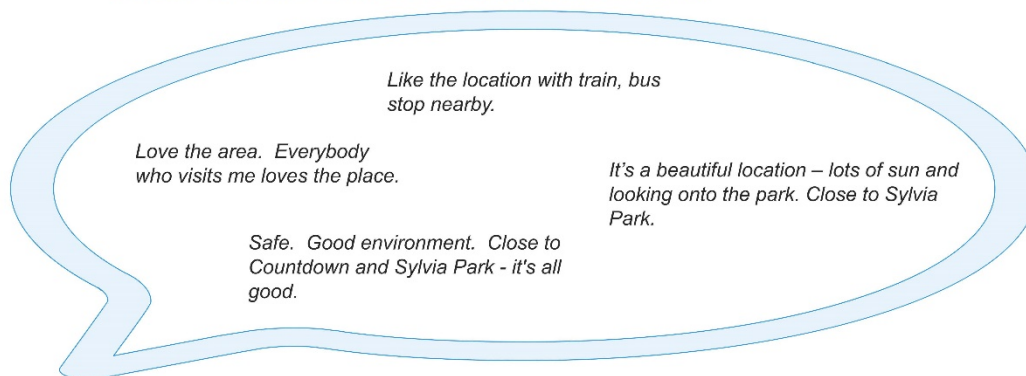 Like the location with train, bus
stop nearby.
Love the area.  Everybody
who visits me loves the place.
It’s a beautiful location – lots of sun and
looking onto the park. Close to Sylvia
Park.
Safe.  Good environment.  Close to
Countdown and Sylvia Park - it's all
good.